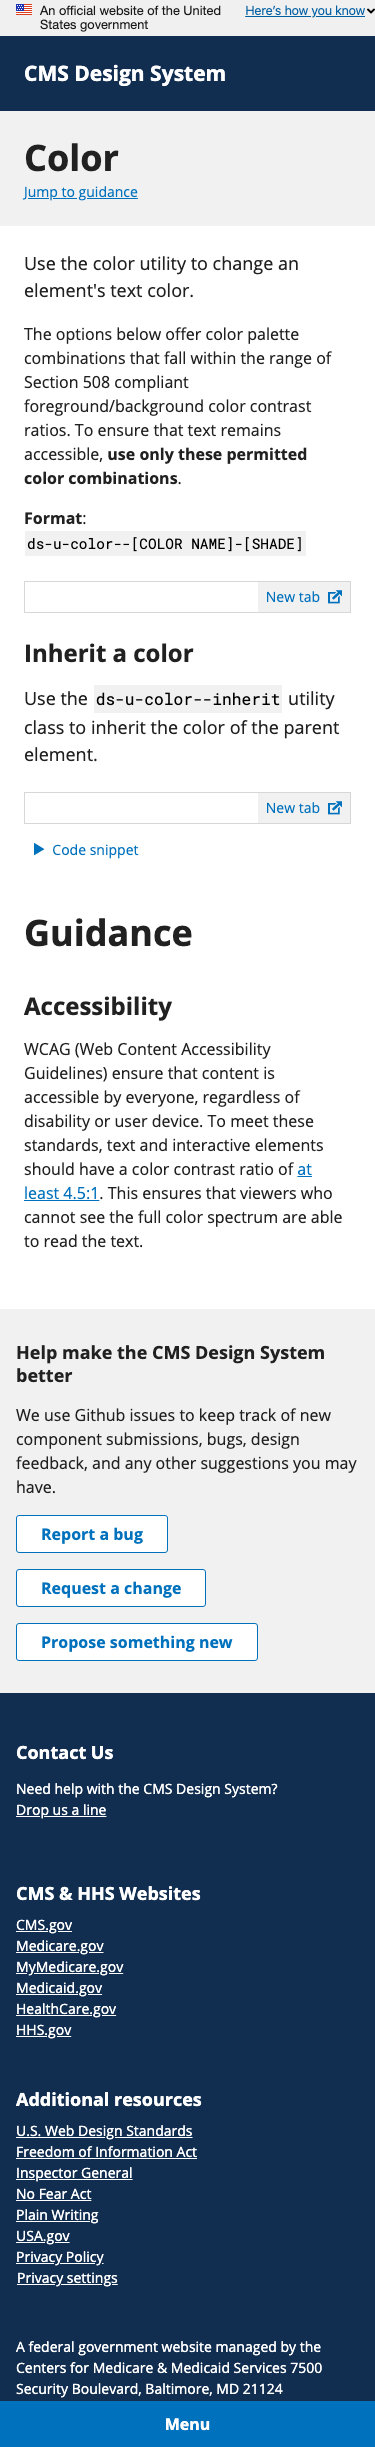 An official website of the United
States government
Here's how you know
CMS Design System
Color
Jump to guidance
Use the color utility to change an
element's text color.
The options below offer color palette
combinations that fall within the range of
Section 508 compliant
foreground/background color contrast
ratios. To ensure that text remains
accessible, use only these permitted
color combinations.
Format:
ds-u-color--[COLOR NAME]-[SHADE]
New tab
Inherit a color
Use the ds-u-color--inherit utility
class to inherit the color of the parent
element.
New tab
Code snippet
Guidance
Accessibility
WCAG (Web Content Accessibility
Guidelines) ensure that content is
accessible by everyone, regardless of
disability or user device. To meet these
standards, text and interactive elements
should have a color contrast ratio of at
least 4.5:1. This ensures that viewers who
cannot see the full color spectrum are able
to read the text.
Help make the CMS Design System
better
We use Github issues to keep track of new
component submissions, bugs, design
feedback, and any other suggestions you may
have.
Report a bug
Request a change
Propose something new
Contact Us
Need help with the CMS Design System?
Drop us a line
CMS & HHS Websites
CMS.gov
Medicare.gov
MyMedicare.gov
Medicaid.gov
HealthCare.gov
HHS.gov
Additional resources
U.S. Web Design Standards
Freedom of Information Act
Inspector General
No Fear Act
Plain Writing
USA.gov
Privacy Policy
Privacy settings
A federal government website managed by the
Centers for Medicare & Medicaid Services 7500
Security Boulevard, Baltimore, MD 21124
Menu